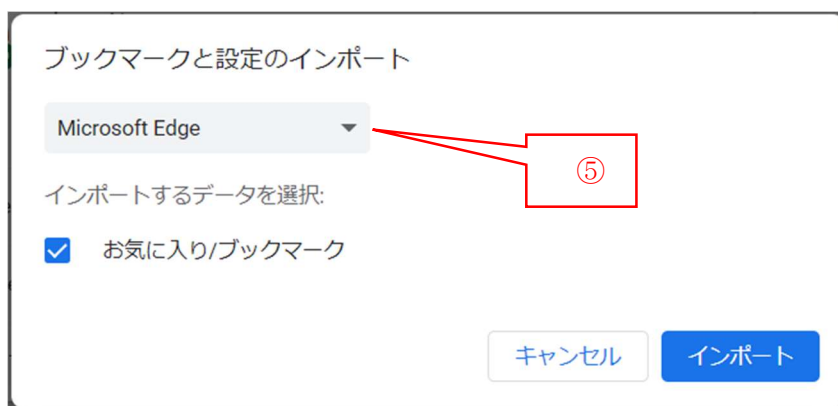 ブックマークと設定のインポート
Microsoft Edge
⑤
インポートするデータを選択:
お気に入り/ブックマーク
キャンセル
インポート